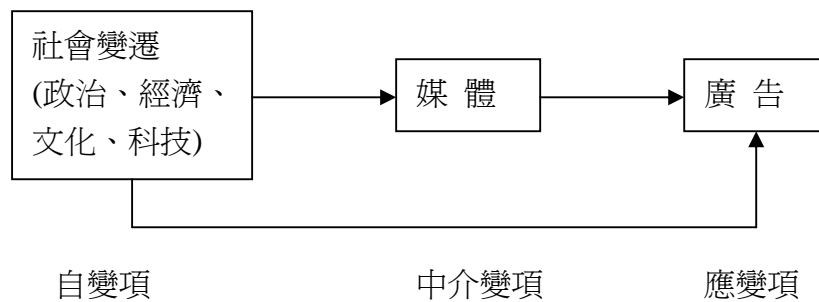 社會變遷
(政治、經濟、
文化、科技)
媒 體
廣 告
自變項
中介變項
應變項